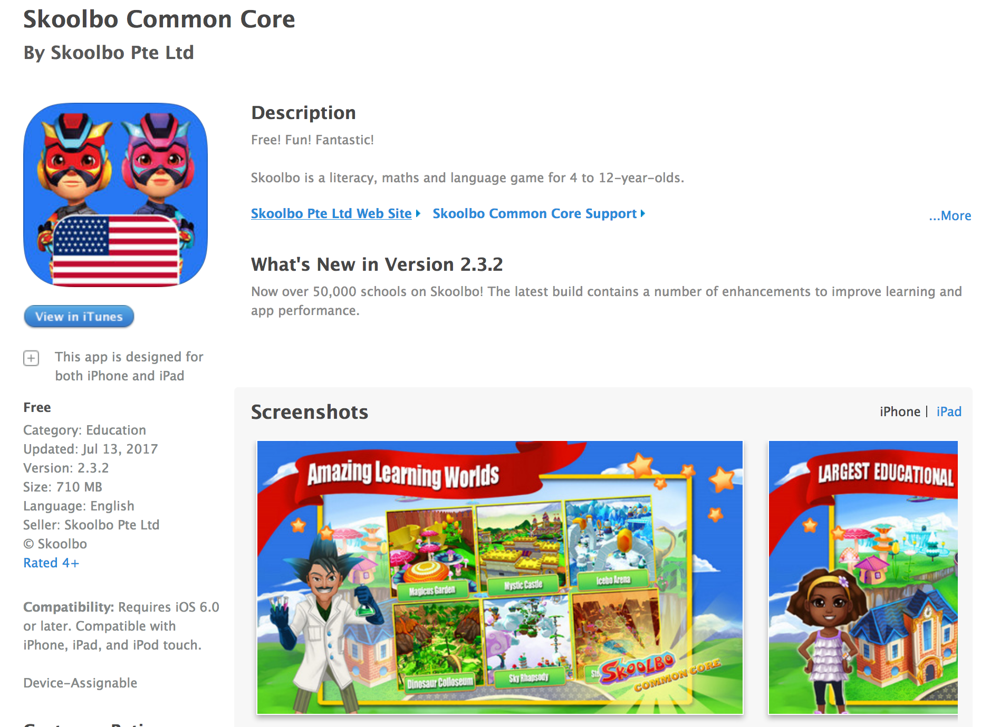 Skoolbo Common Core
By Skoolbo Pte Ltd
Description
Free! Fun! Fantastic!
Skoolbo is a literacy, maths and language game for 4 to 12-year-olds.
Skoolbo Pte Ltd Web Site
Skoolbo Common Core Support
...More
What's New in Version 2.3.2
Now over 50,000 schools on Skoolbo! The latest build contains a number of enhancements to improve learning and
app performance.
View in iTunes
This app is designed for
both iPhone and iPad
Free
Category: Education
Updated: Jul 13, 2017
Version: 2.3.2
Size: 710 MB
Language: English
Seller: Skoolbo Pte Ltd
© Skoolbo
Rated 4+
Compatibility: Requires iOS 6.0
or later. Compatible with
iPhone, iPad, and iPod touch.
Device-Assignable
Screenshots
iPhone | iPad
Amazing Learning Worlds
Magicus Garden
Mystic Castle
Icebo Arena
Dinosaur Colloseum
Sky Rhapsody
SKOOLBO
COMMON CORE
LARGEST EDUCATIONAL